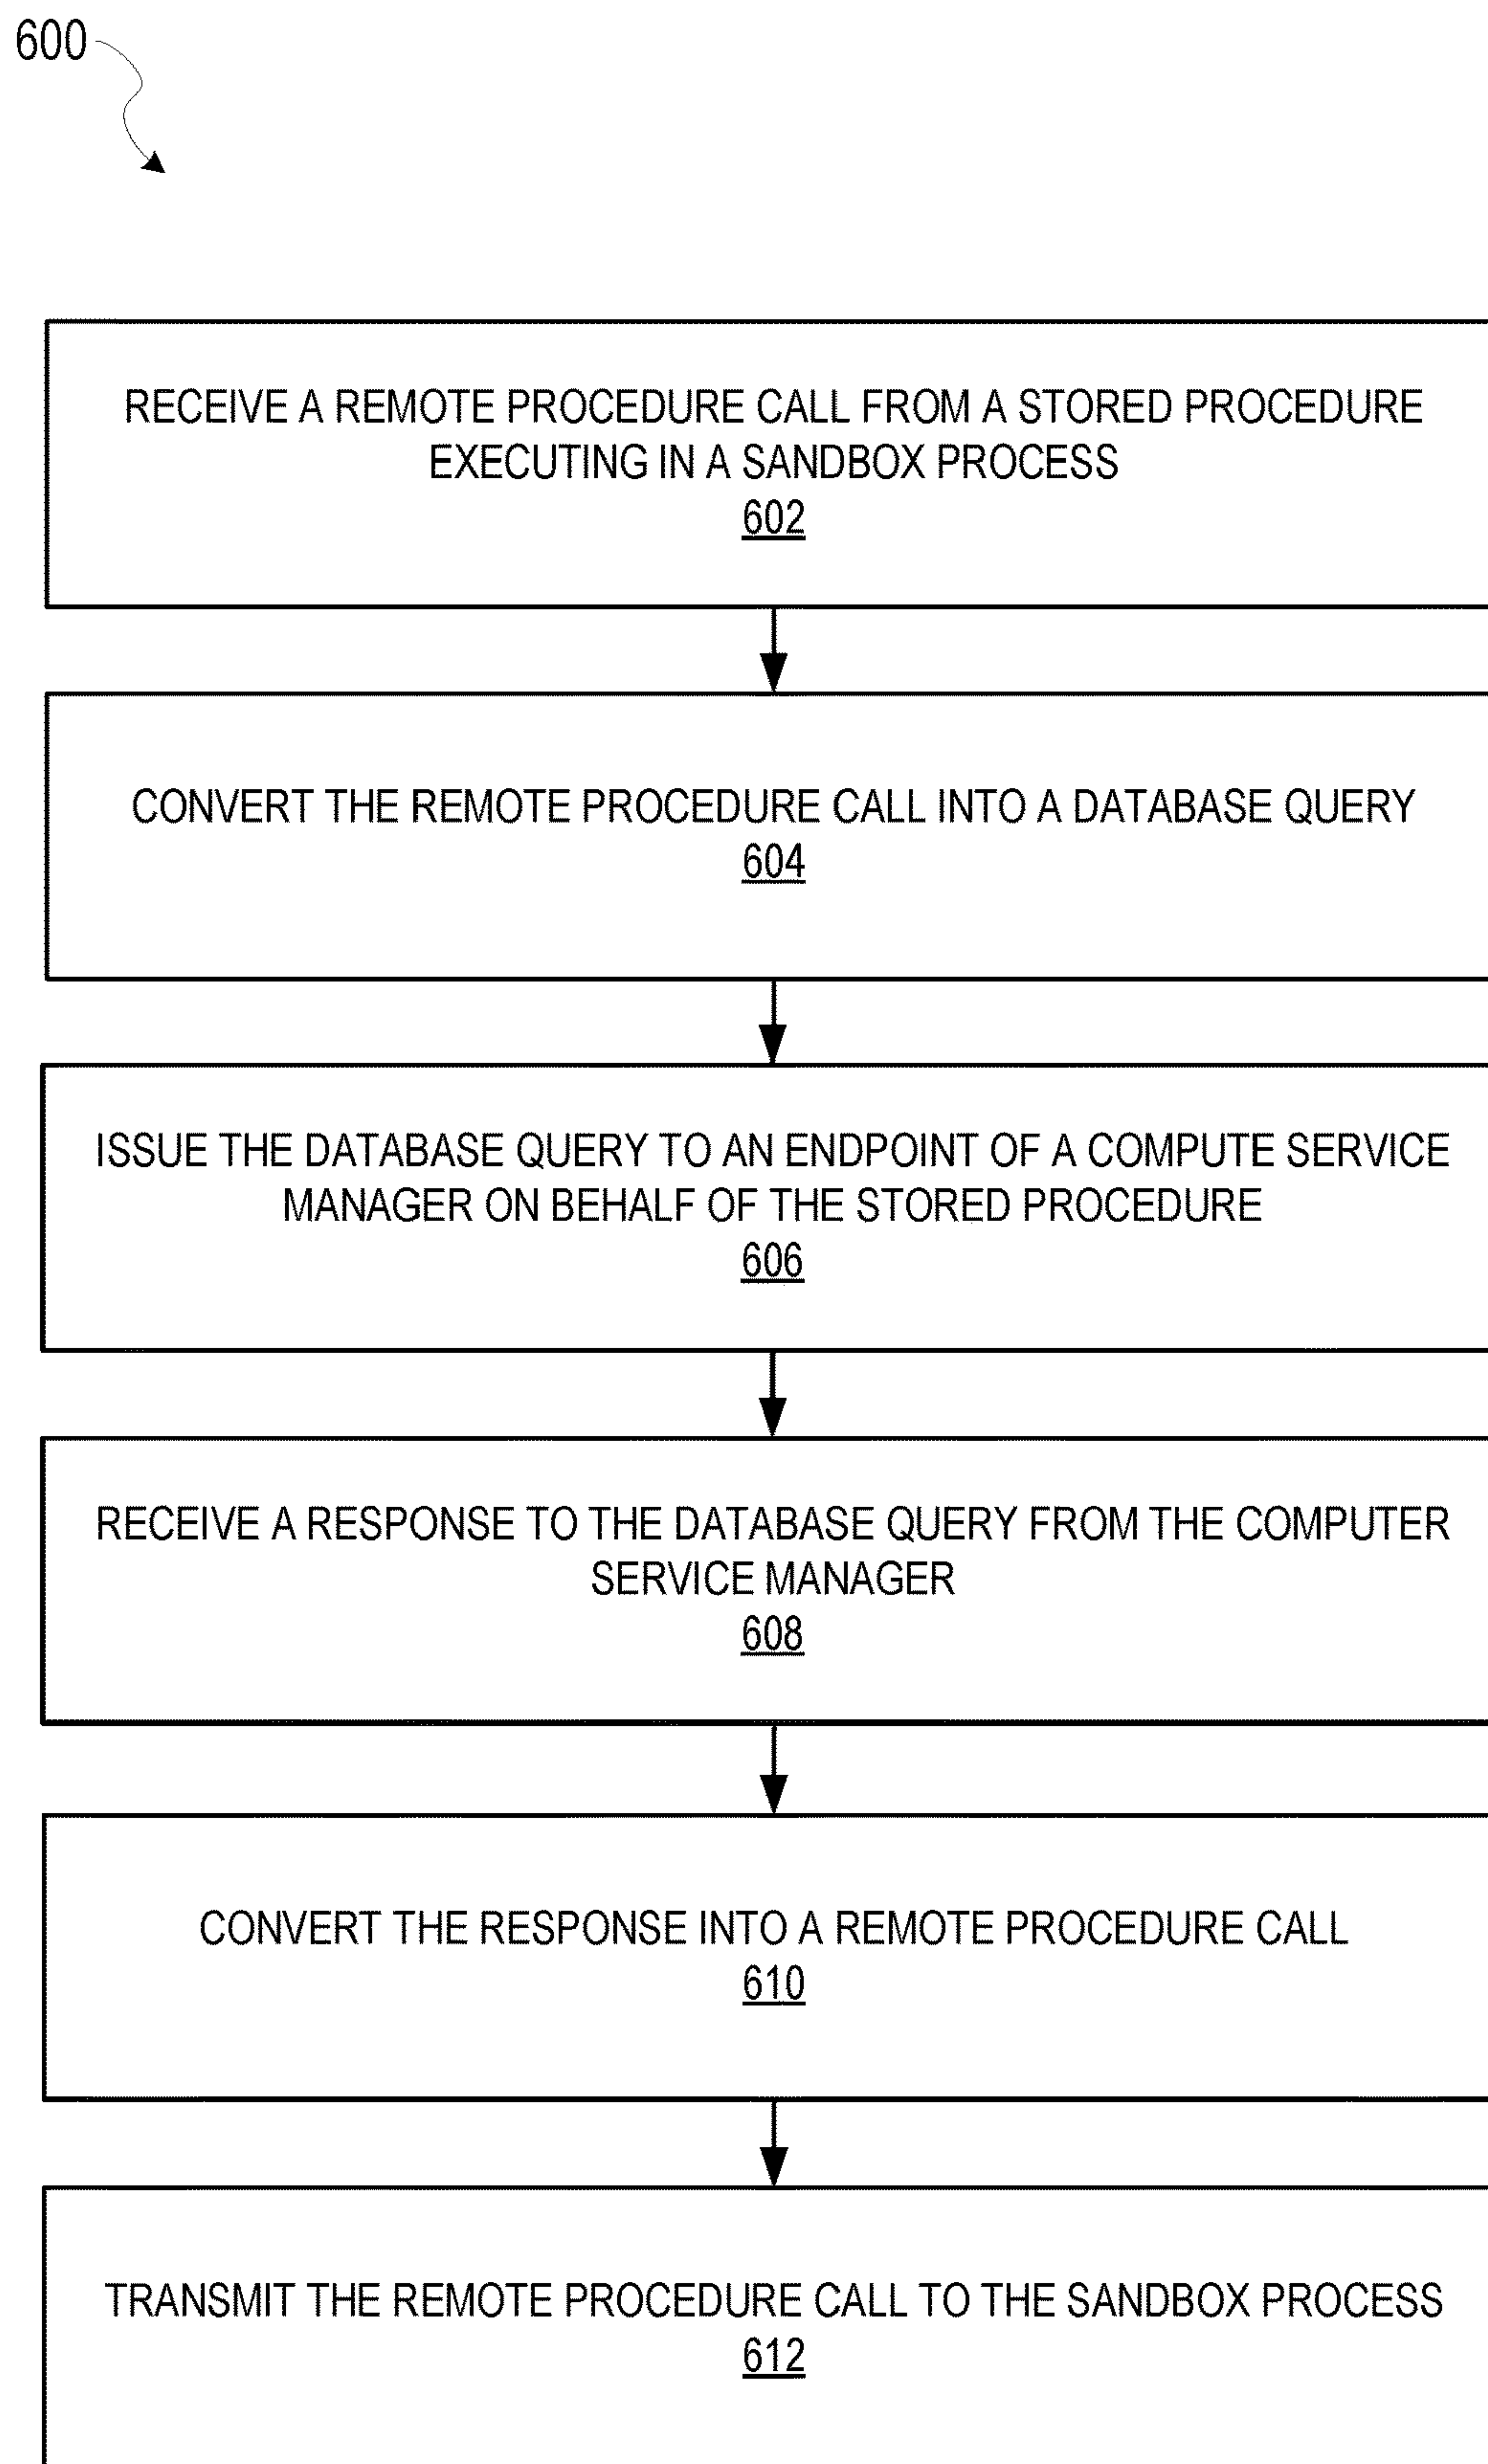 600
RECEIVE A REMOTE PROCEDURE CALL FROM A STORED PROCEDURE
EXECUTING IN A SANDBOX PROCESS
602
CONVERT THE REMOTE PROCEDURE CALL INTO A DATABASE QUERY
604
ISSUE THE DATABASE QUERY TO AN ENDPOINT OF A COMPUTE SERVICE
MANAGER ON BEHALF OF THE STORED PROCEDURE
606
RECEIVE A RESPONSE TO THE DATABASE QUERY FROM THE COMPUTER
SERVICE MANAGER
608
CONVERT THE RESPONSE INTO A REMOTE PROCEDURE CALL
610
TRANSMIT THE REMOTE PROCEDURE CALL TO THE SANDBOX PROCESS
612